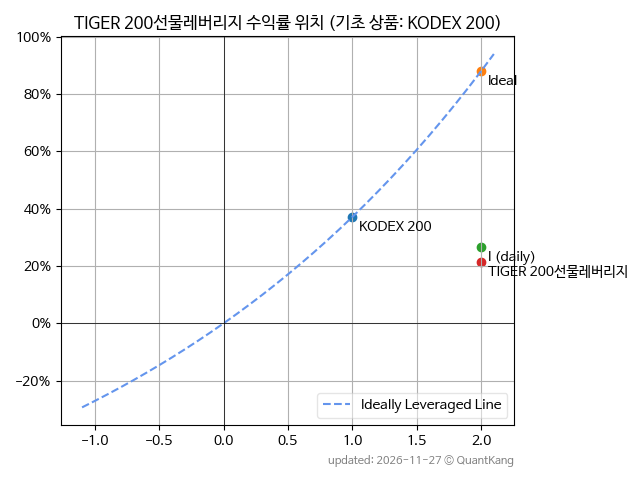 TIGER 200선물레버리지 수익률 위치 (기초 상품: KODEX 200)
100%
80%
60%
40%
20%
0%
−20%
Ideal
KODEX 200
I (daily)
TIGER 200선물레버리지
Ideally Leveraged Line
−1.0 −0.5 0.0 0.5 1.0 1.5 2.0
updated: 2026-11-27 © QuantKang